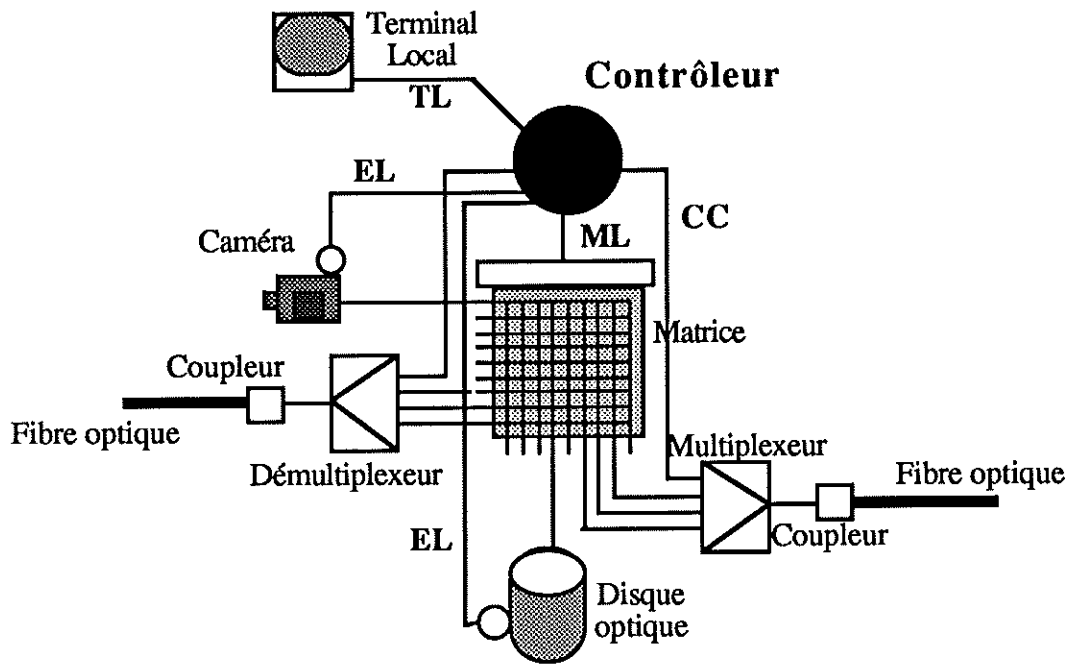 Terminal
Local
TL
Contrôleur
EL
CC
ML
Caméra
Matrice
Coupleur
Fibre optique
Démultiplexeur
Multiplexeur
Fibre optique
Coupleur
EL
Disque
optique